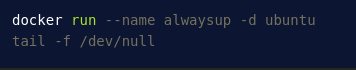 docker run --name alwaysup -d ubuntu
tail -f /dev/null